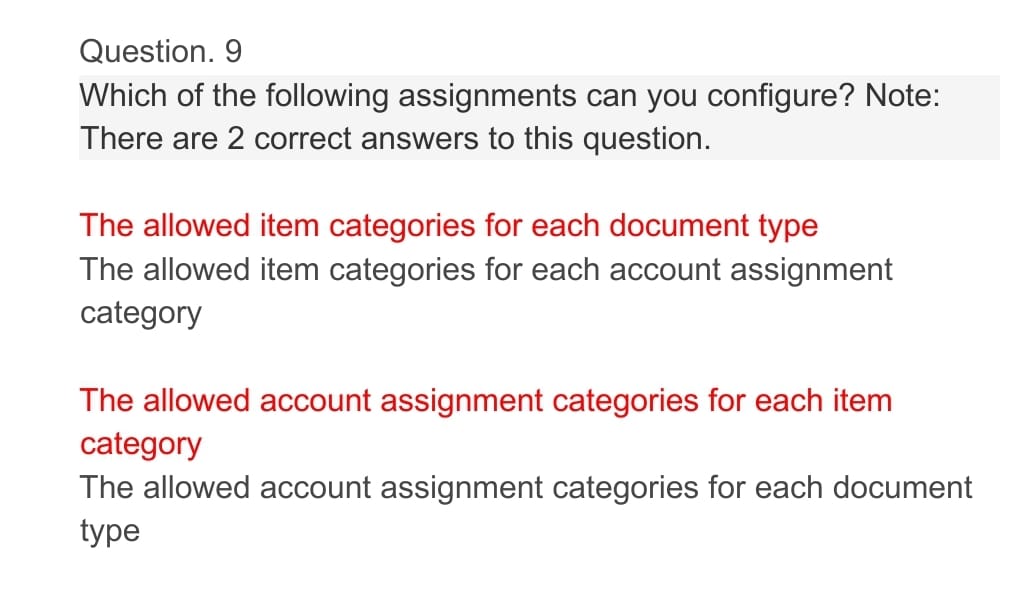 Question. 9
Which of the following assignments can you configure? Note:
There are 2 correct answers to this question.
The allowed item categories for each document type
The allowed item categories for each account assignment
category
The allowed account assignment categories for each item
category
The allowed account assignment categories for each document
type